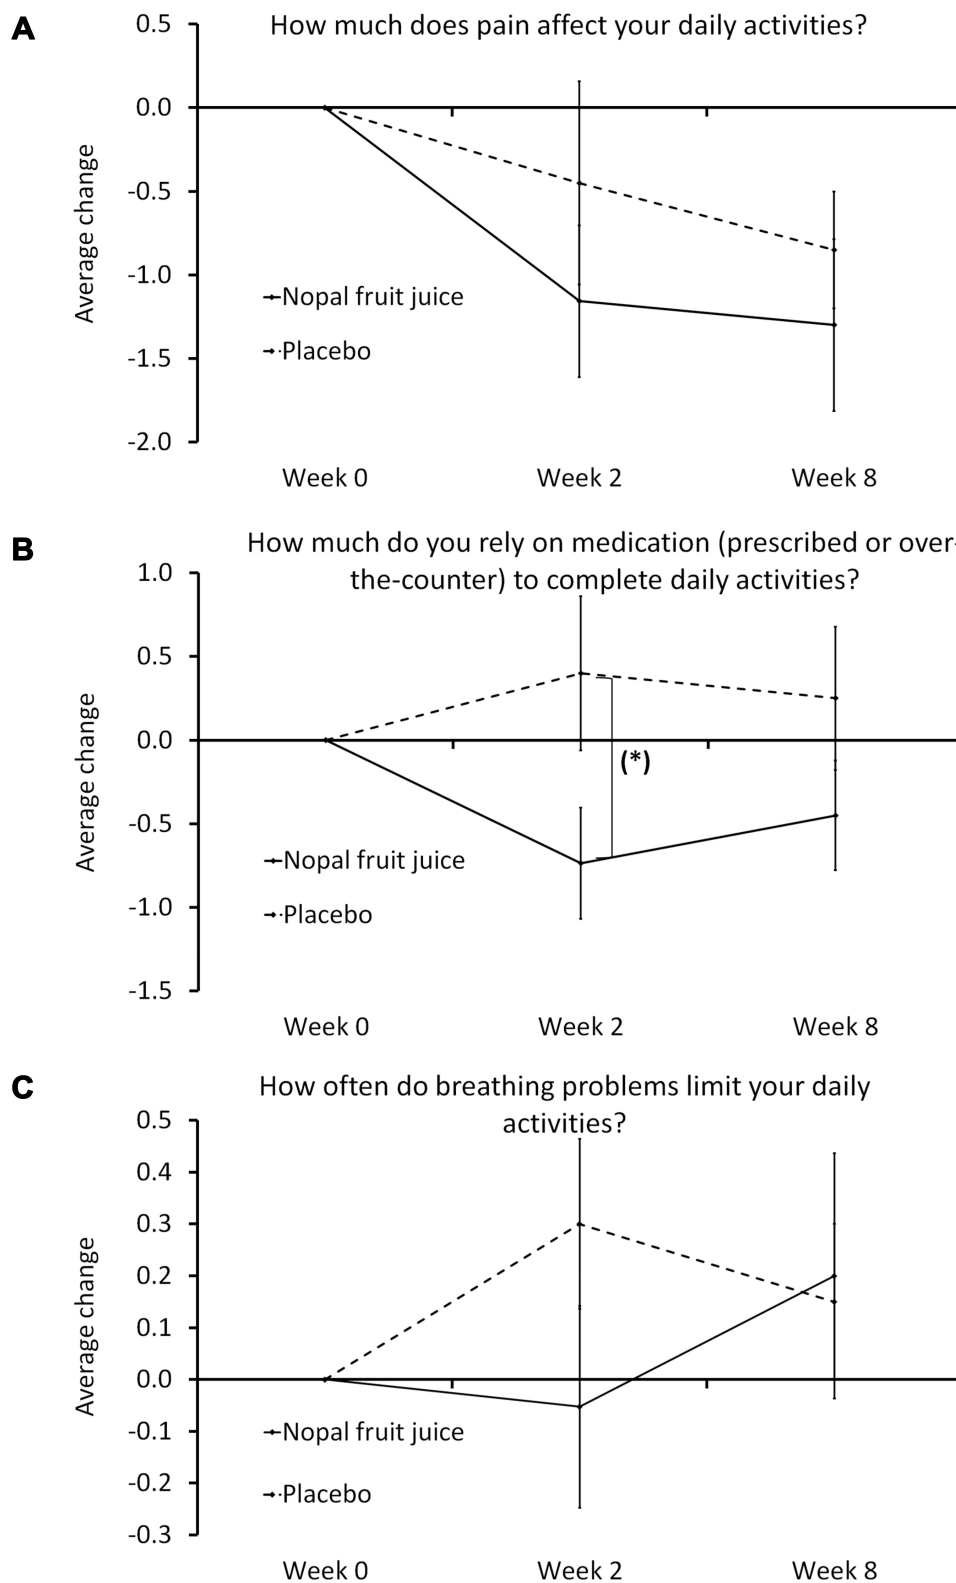 A
How much does pain affect your daily activities?
0.5
0.0
-0.5
-1.0
-1.5
-2.0
Average change
Nopal fruit juice
Placebo
Week 0 Week 2 Week 8
B
How much do you rely on medication (prescribed or over-
the-counter) to complete daily activities?
1.0
0.5
0.0
-0.5
-1.0
-1.5
Average change
(*)
Nopal fruit juice
Placebo
Week 0 Week 2 Week 8
C
How often do breathing problems limit your daily
activities?
0.5
0.4
0.3
0.2
0.1
0.0
-0.1
-0.2
-0.3
Average change
Nopal fruit juice
Placebo
Week 0 Week 2 Week 8